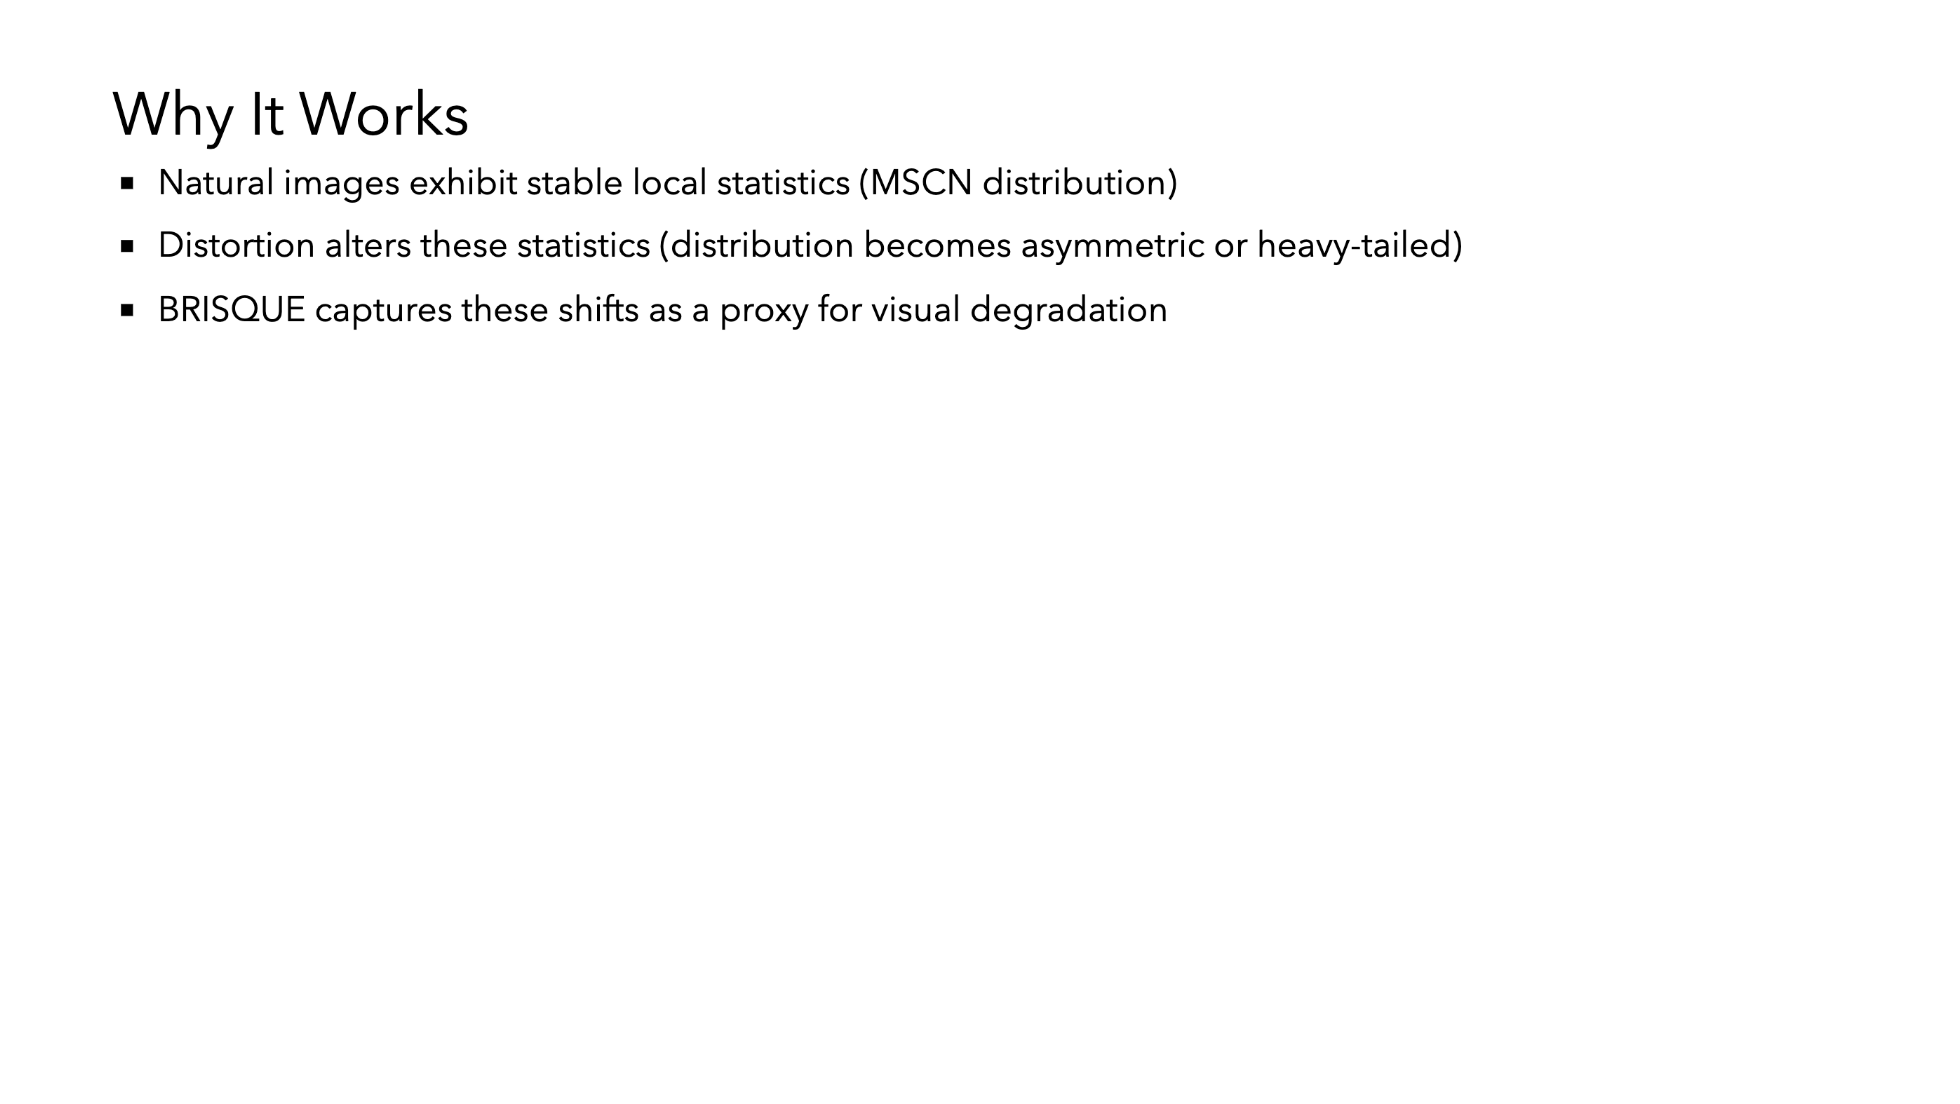 Why It Works
▪ Natural images exhibit stable local statistics (MSCN distribution)
▪ Distortion alters these statistics (distribution becomes asymmetric or heavy-tailed)
▪ BRISQUE captures these shifts as a proxy for visual degradation